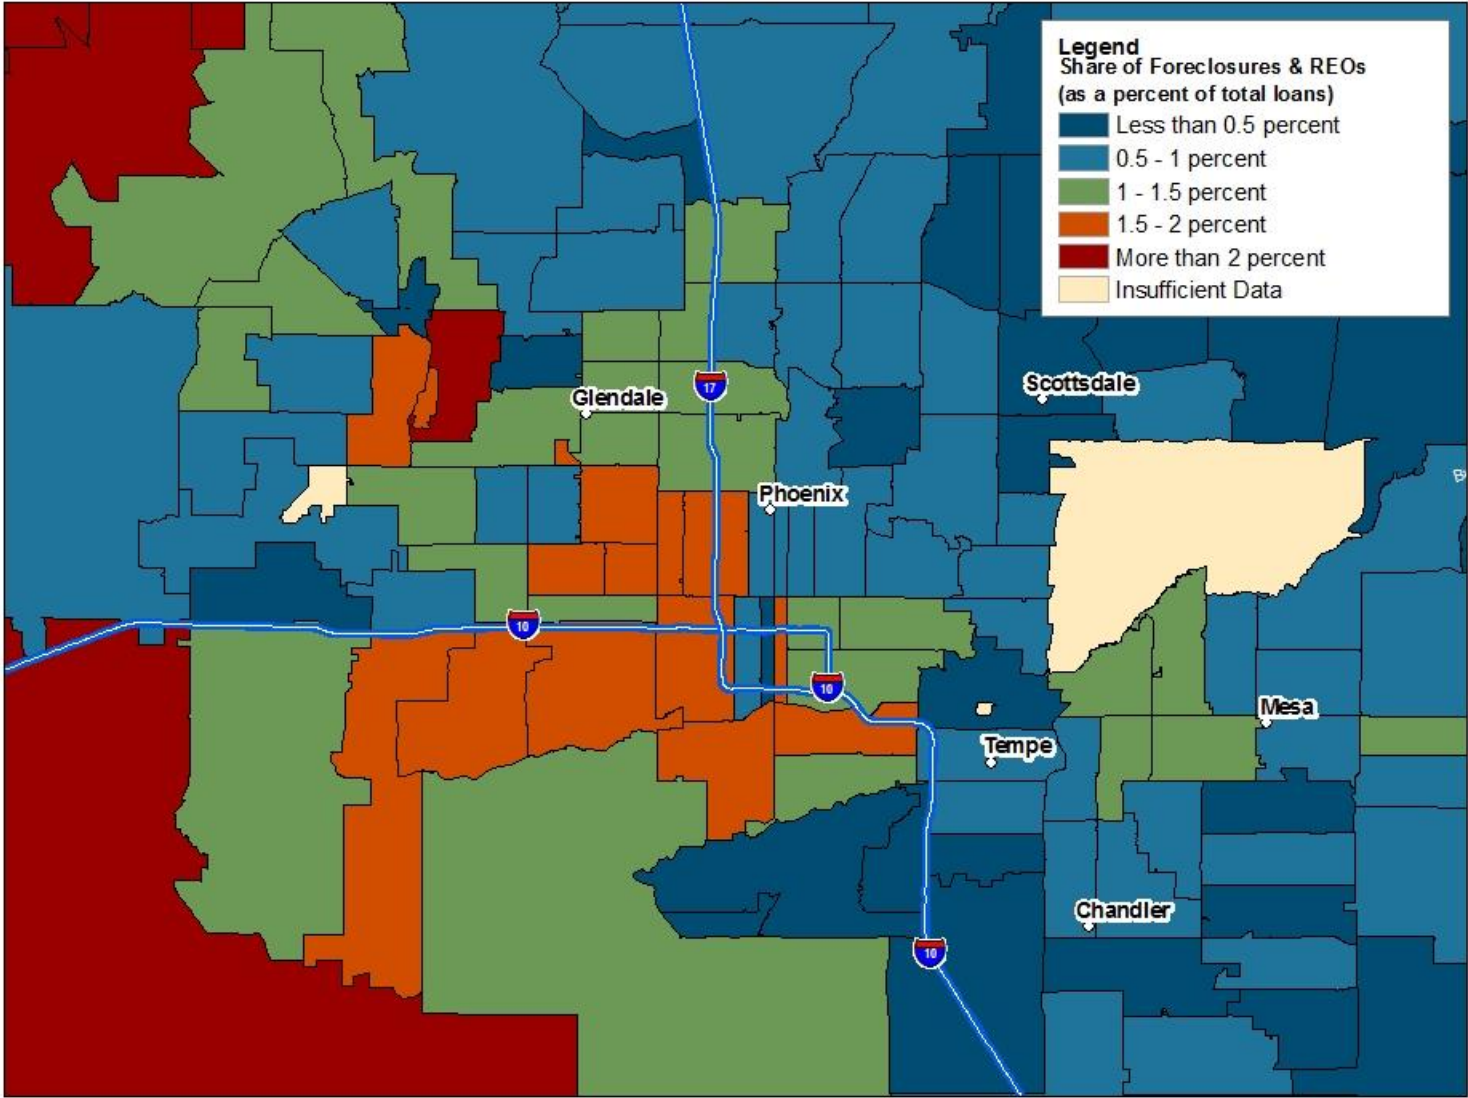 Legend
Share of Foreclosures & REOs
(as a percent of total loans)
Less than 0.5 percent
0.5 - 1 percent
1 - 1.5 percent
1.5 - 2 percent
More than 2 percent
Insufficient Data
Scottsdale
17
Glendale
Phoenix
10
10
Mesa
Tempe
Chandler
10